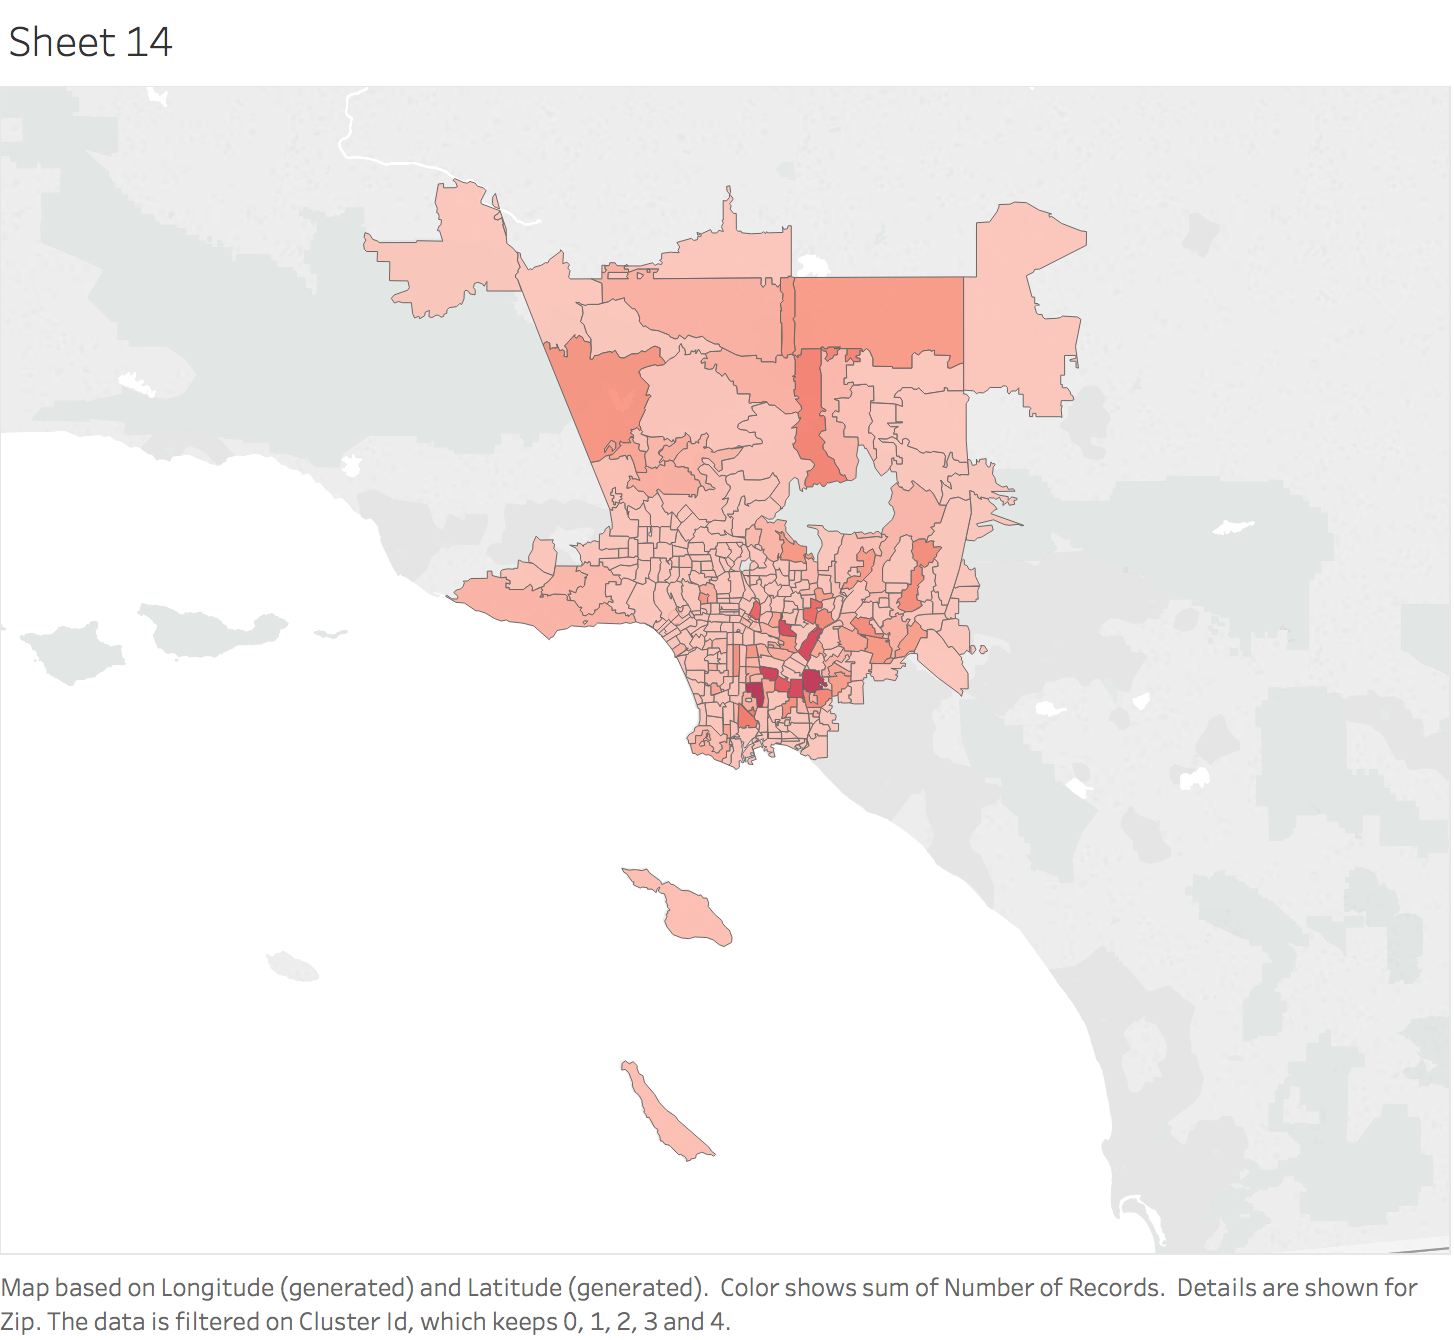 Sheet 14
Map based on Longitude (generated) and Latitude (generated).  Color shows sum of Number of Records.  Details are shown for
Zip. The data is filtered on Cluster Id, which keeps 0, 1, 2, 3 and 4.